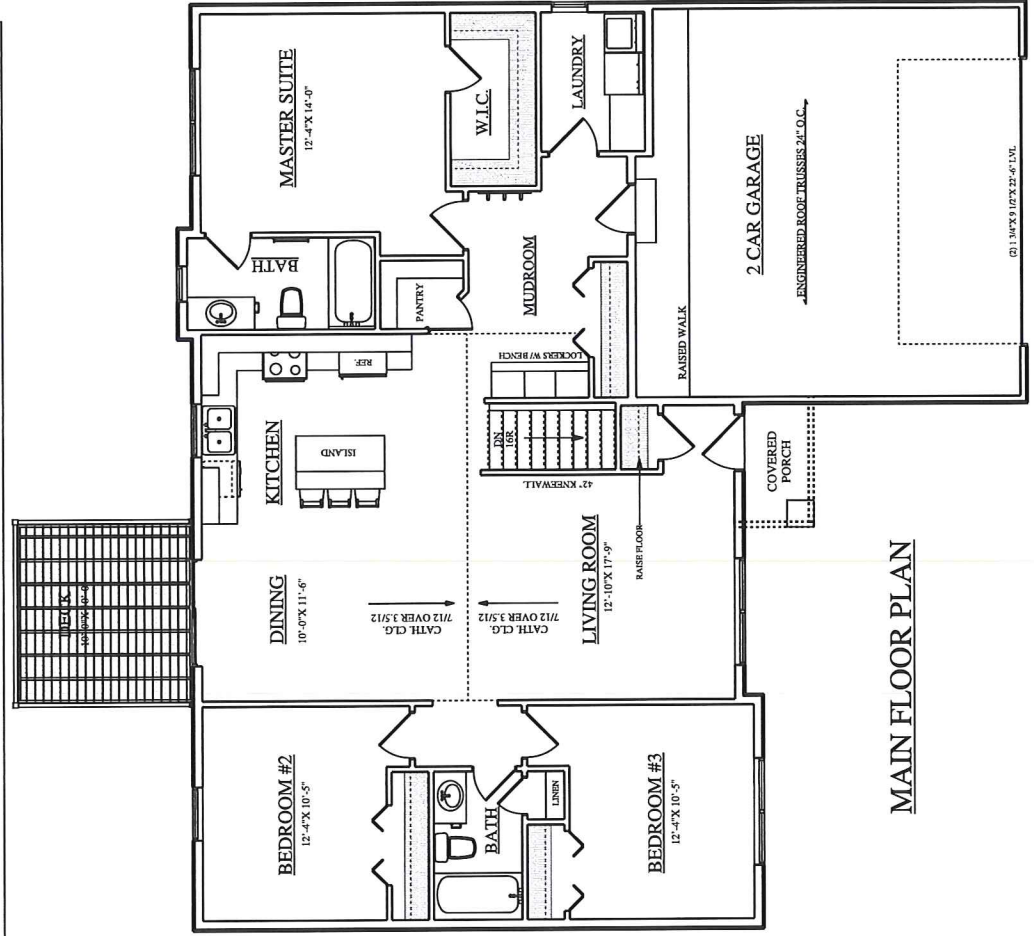 MASTER SUITE
12'-4"X 14'-0"
W.I.C.
LAUNDRY
BATH
PANTRY
MUDROOM
2 CAR GARAGE
ENGINEERED ROOF TRUSSES 24" O.C.
(2) 1 3/4"X 9 1/2"X 22'-6" LVL
RAISED WALK
REF.
LOCKERS W/ BENCH
KITCHEN
ISLAND
DN
16R
42" KNEEWALL
RAISE FLOOR
COVERED
PORCH
DECK
DINING
10'-0"X 11'-6"
CATH. CLG.
7/12 OVER 3.5/12
CATH. CLG.
7/12 OVER 3.5/12
LIVING ROOM
12'-10"X 17'-9"
BEDROOM #2
12'-4"X 10'-5"
BATH
LINEN
BEDROOM #3
12'-4"X 10'-5"
MAIN FLOOR PLAN